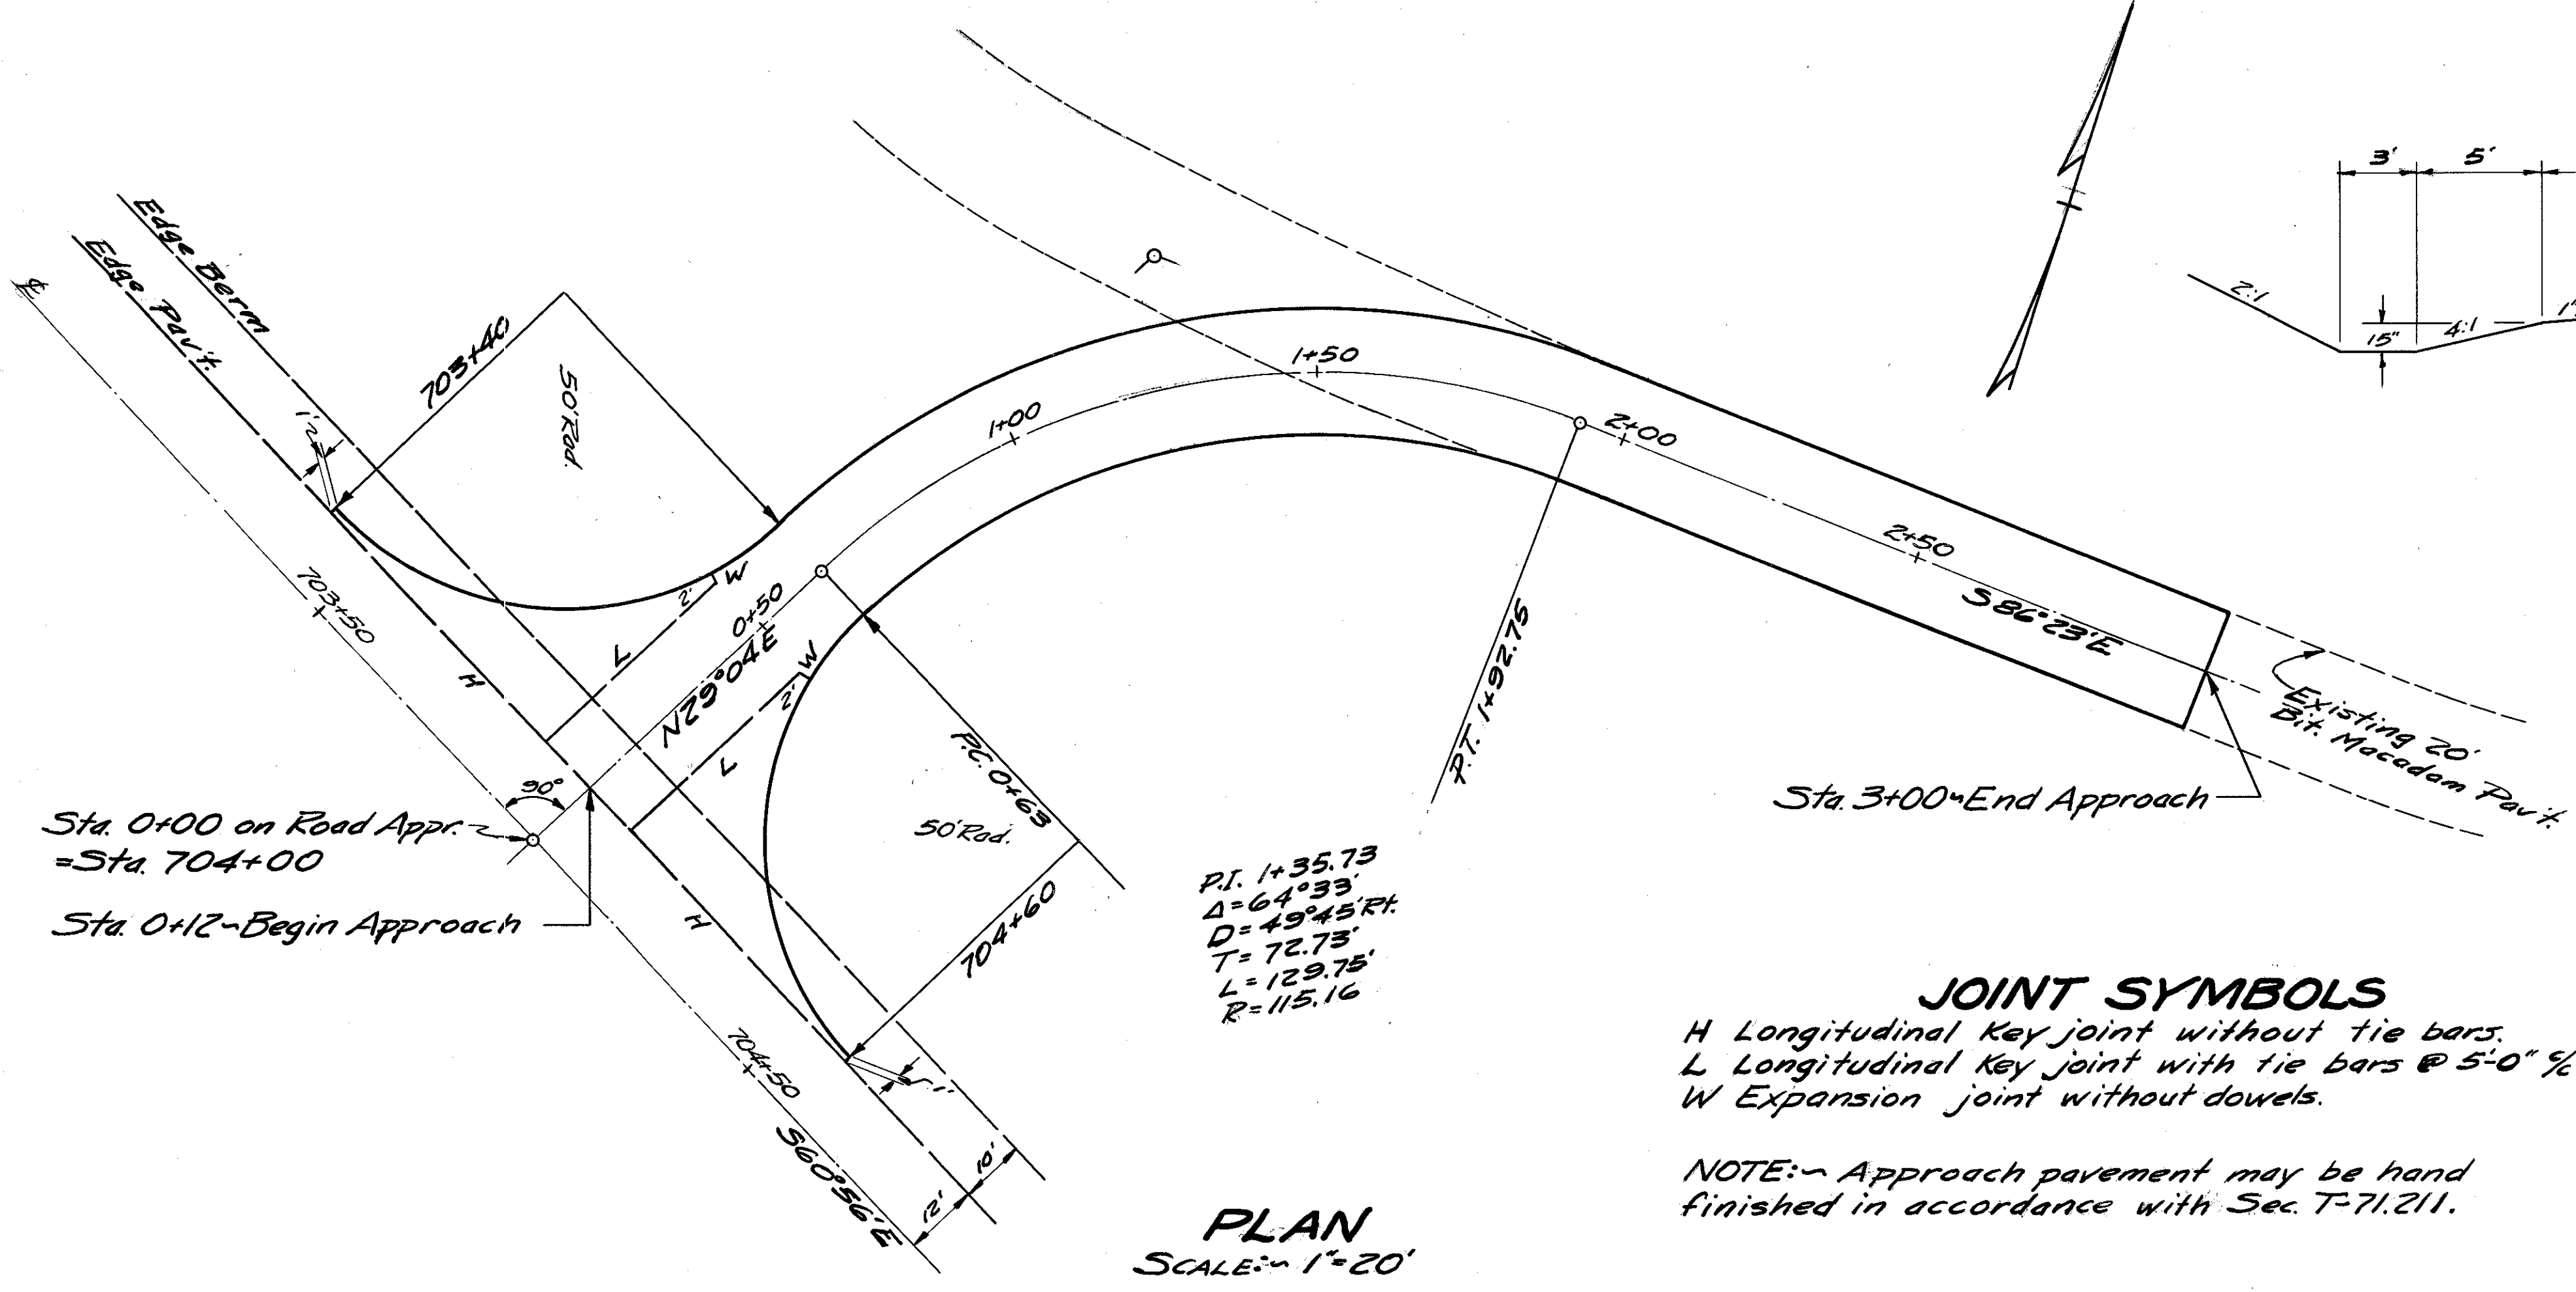 Edge Berm
Edge Pav't.
℄
703+40
50'Rad.
1'
2
703+50
H
2'
W
L
0+50
N29°04'E
W
2'
L
1+00
1+50
2+00
2+50
S86°23'E
P.C. 0+63
P.T. 1+92.75
50'Rad.
704+60
90°
Sta. 0+00 on Road Appr.
=Sta. 704+00
Sta. 0+12~Begin Approach
H
704+50
S60°56'E
1'
12'
10'
P.I. 1+35.73
Δ=64°33'
D=49°45'Rt.
T=72.73'
L=129.75'
R=115.16
Sta. 3+00~End Approach
Existing 20'
Bit. Macadam Pav't.
3'
5'
2:1
15"
4:1
1"
PLAN
SCALE:~ 1"=20'
JOINT SYMBOLS
H Longitudinal Key joint without tie bars.
L Longitudinal Key joint with tie bars @ 5'-0" c/c
W Expansion joint without dowels.
NOTE:~ Approach pavement may be hand
finished in accordance with Sec. T-71.211.